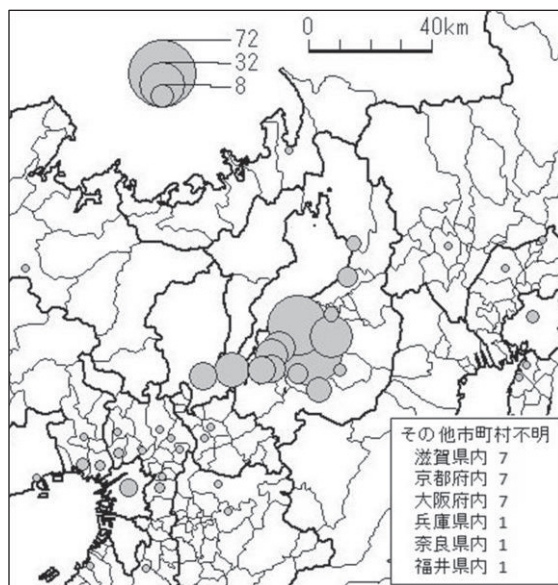 72
32
8
0 40km
その他市町村不明
滋賀県内 7
京都府内 7
大阪府内 7
兵庫県内 1
奈良県内 1
福井県内 1